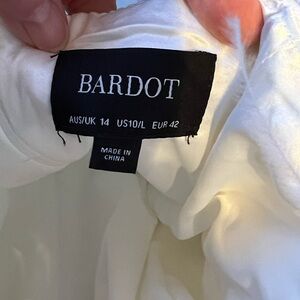 BARDOT
AUS/UK 14 US10/L EUR 42
MADE IN
CHINA